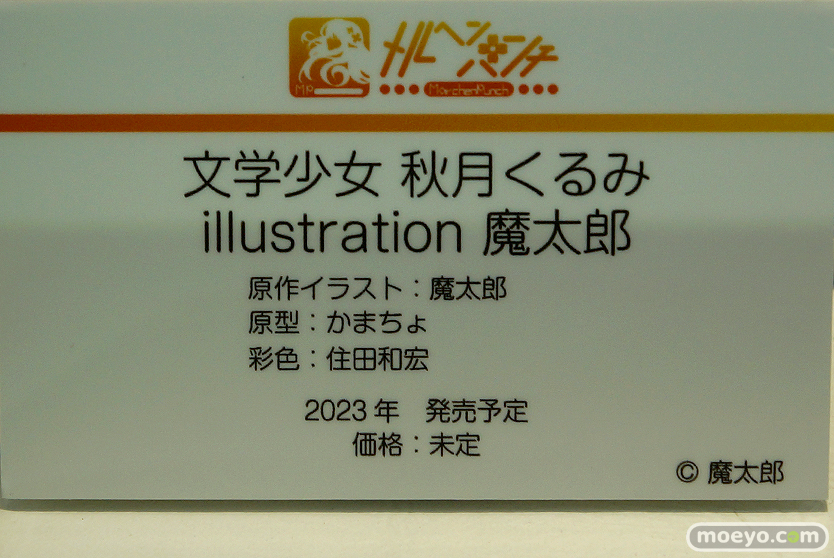 メルヘンパンチ
MP
MärchenPunch
文学少女 秋月くるみ
illustration 魔太郎
原作イラスト：魔太郎
原型：かまちょ
彩色：住田和宏
2023年　発売予定
価格：未定
© 魔太郎
moeyo.com